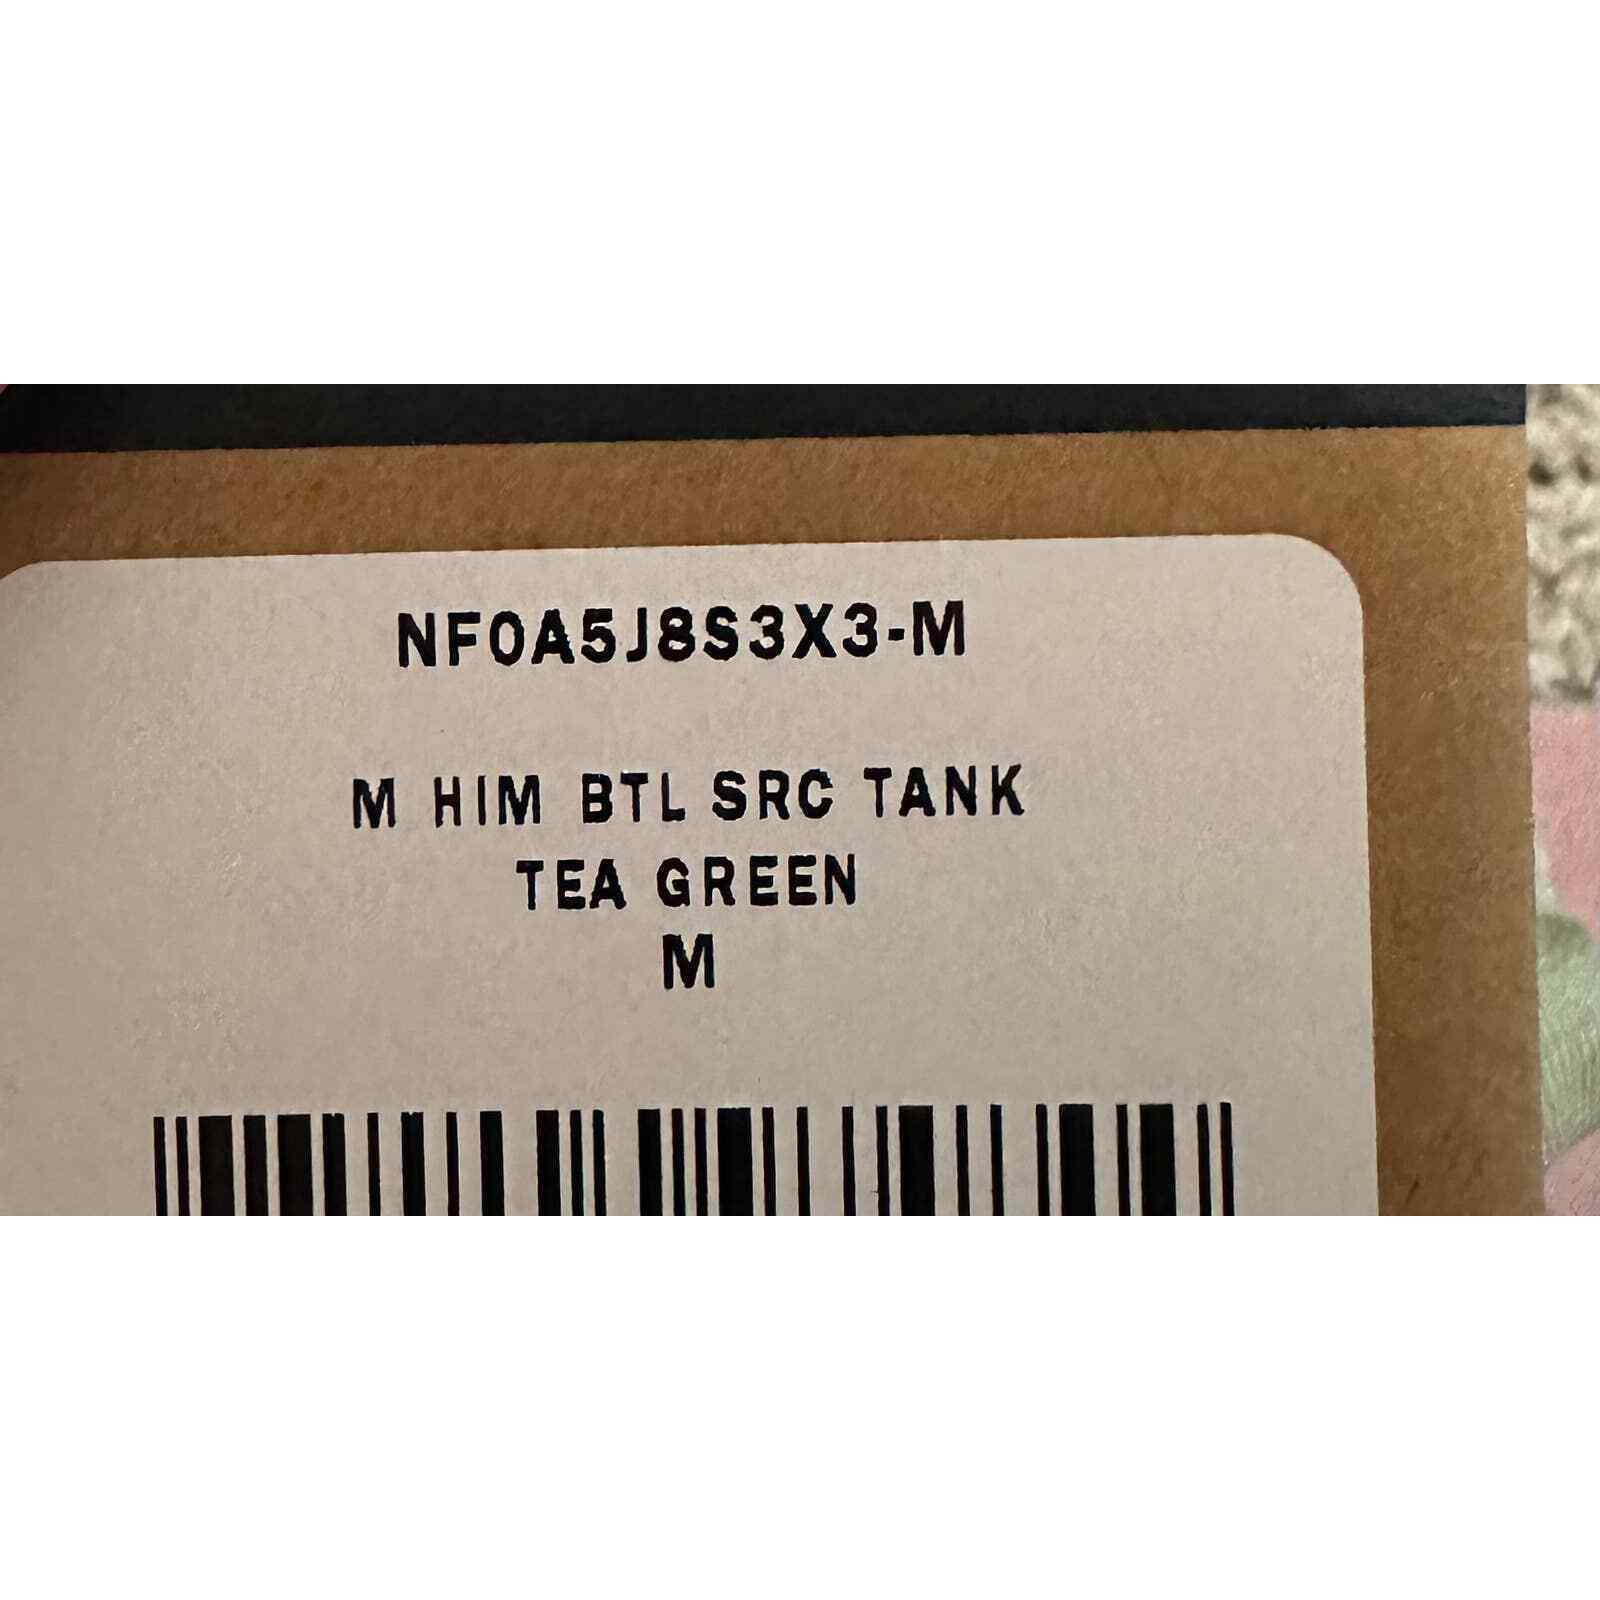 NF0A5J8S3X3-M
M HIM BTL SRC TANK
TEA GREEN
M